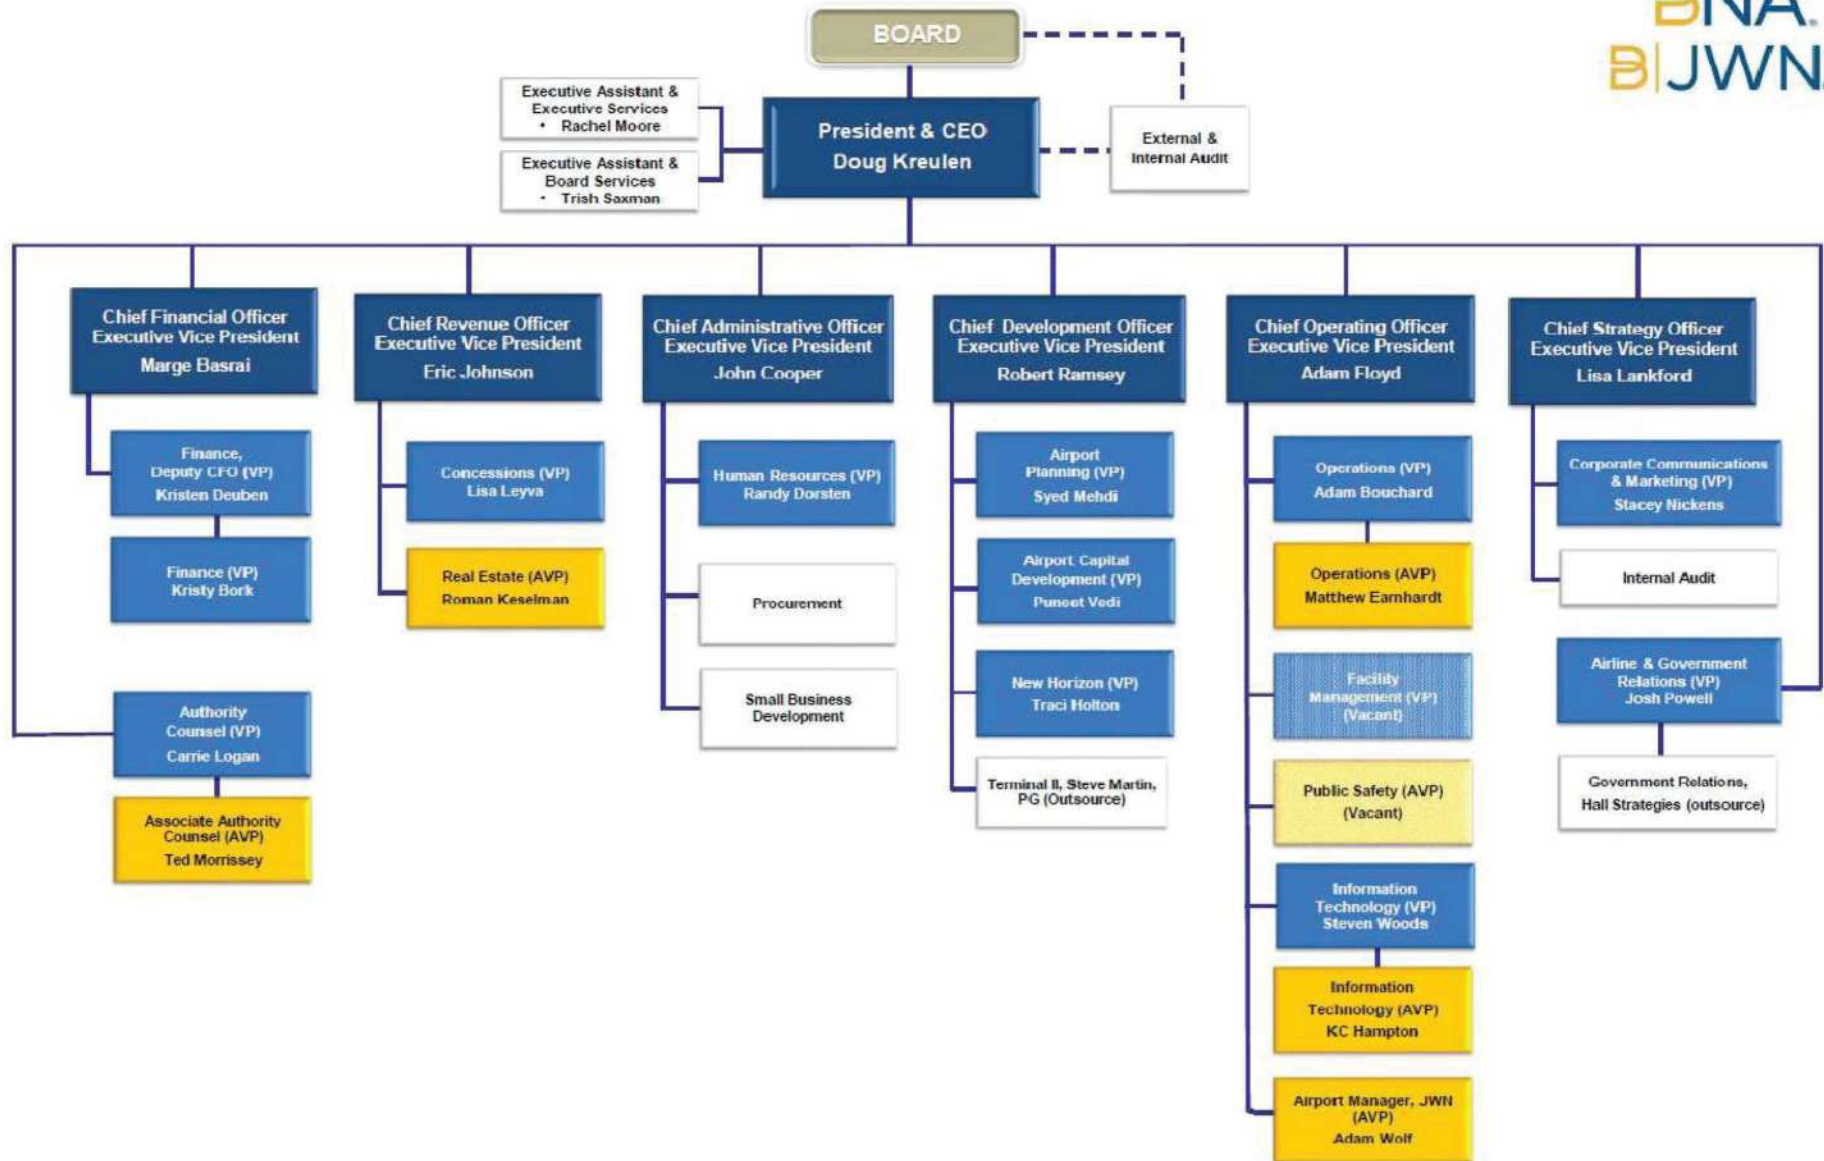 BNA.
B|JWN.
BOARD
Executive Assistant &
Executive Services
• Rachel Moore
Executive Assistant &
Board Services
• Trish Saxman
President & CEO
Doug Kreulen
External &
Internal Audit
Chief Financial Officer
Executive Vice President
Marge Basrai
Finance,
Deputy CFO (VP)
Kristen Deuben
Finance (VP)
Kristy Bork
Authority
Counsel (VP)
Carrie Logan
Associate Authority
Counsel (AVP)
Ted Morrissey
Chief Revenue Officer
Executive Vice President
Eric Johnson
Concessions (VP)
Lisa Leyva
Real Estate (AVP)
Roman Keselman
Chief Administrative Officer
Executive Vice President
John Cooper
Human Resources (VP)
Randy Dorsten
Procurement
Small Business
Development
Chief Development Officer
Executive Vice President
Robert Ramsey
Airport
Planning (VP)
Syed Mehdi
Airport Capital
Development (VP)
Puneet Vedi
New Horizon (VP)
Traci Holton
Terminal II, Steve Martin,
PG (Outsource)
Chief Operating Officer
Executive Vice President
Adam Floyd
Operations (VP)
Adam Bouchard
Operations (AVP)
Matthew Earnhardt
Facility
Management (VP)
(Vacant)
Public Safety (AVP)
(Vacant)
Information
Technology (VP)
Steven Woods
Information
Technology (AVP)
KC Hampton
Airport Manager, JWN
(AVP)
Adam Wolf
Chief Strategy Officer
Executive Vice President
Lisa Lankford
Corporate Communications
& Marketing (VP)
Stacey Nickens
Internal Audit
Airline & Government
Relations (VP)
Josh Powell
Government Relations,
Hall Strategies (outsource)